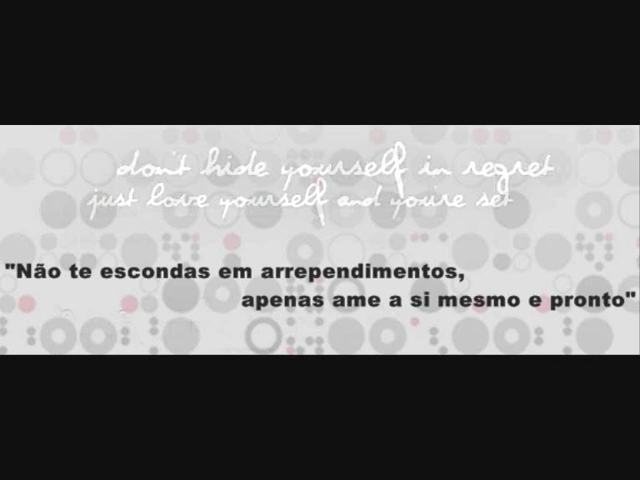 don't hide yourself in regret
just love yourself and you're set
"Não te escondas em arrependimentos,
apenas ame a si mesmo e pronto"